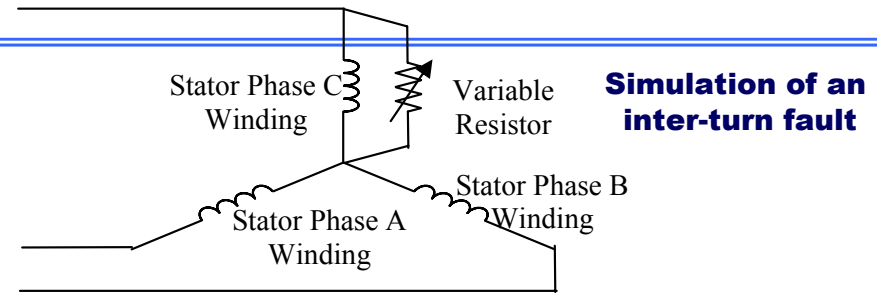 Stator Phase C
Winding
Variable
Resistor
Simulation of an
inter-turn fault
Stator Phase A
Winding
Stator Phase B
Winding